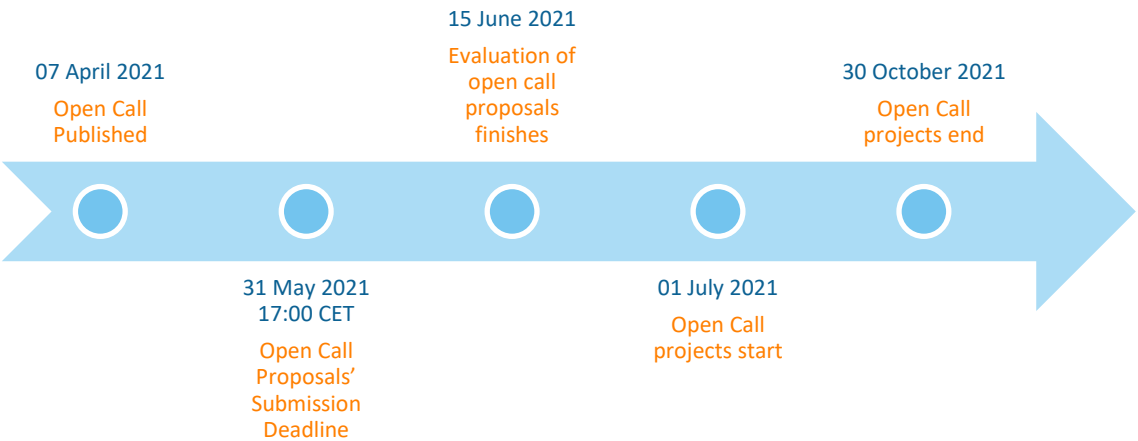 07 April 2021
Open Call
Published
31 May 2021
17:00 CET
Open Call
Proposals’
Submission
Deadline
15 June 2021
Evaluation of
open call
proposals
finishes
01 July 2021
Open Call
projects start
30 October 2021
Open Call
projects end